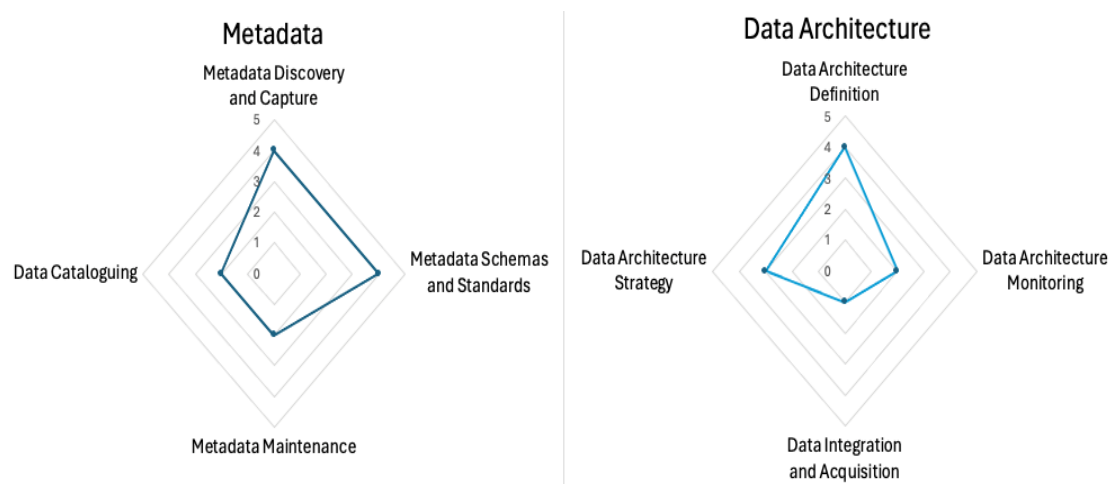 Metadata
Metadata Discovery
and Capture
5
4
3
2
1
0
Data Cataloguing
Metadata Schemas
and Standards
Metadata Maintenance
Data Architecture
Data Architecture
Definition
5
4
3
2
1
0
Data Architecture
Strategy
Data Architecture
Monitoring
Data Integration
and Acquisition